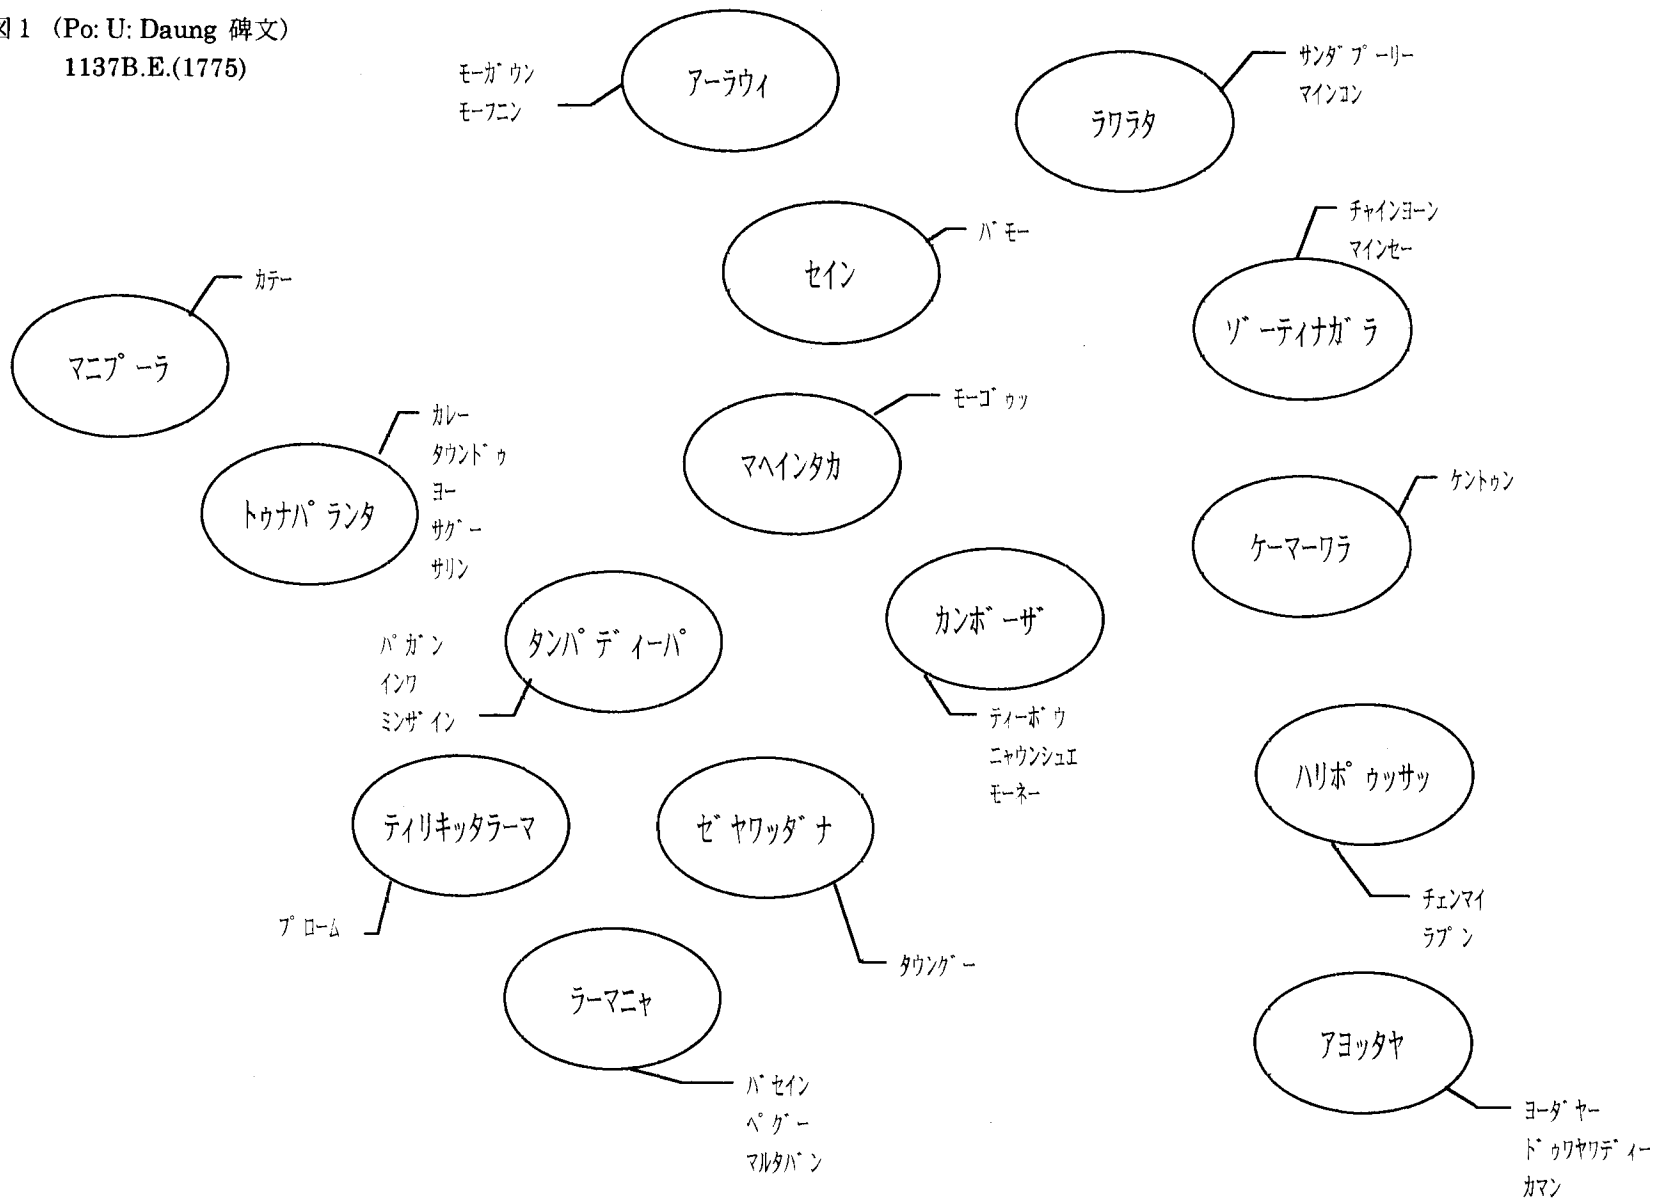 図1 (Po: U: Daung 碑文)
1137B.E.(1775)
モーガウン
モーフニン
アーラウィ
サンダプーリー
マインコン
ラワラタ
バモー
セイン
チャインヨーン
マインセー
ゾーティナガラ
カテー
マニプーラ
モーゴゥッ
マヘインタカ
カレー
タウンドゥ
ヨー
サグー
サリン
トゥナパランタ
ケントゥン
ケーマーワラ
パガン
インワ
ミンザイン
タンパディーパ
カンボーザ
ティーボウ
ニャウンシュエ
モーネー
ハリポゥッサッ
チェンマイ
ラプン
ティリキッタラーマ
プローム
ゼヤワッダナ
タウングー
ラーマニャ
バセイン
ペグー
マルタバン
アヨッタヤ
ヨーダヤー
ドゥワヤワディー
カマン